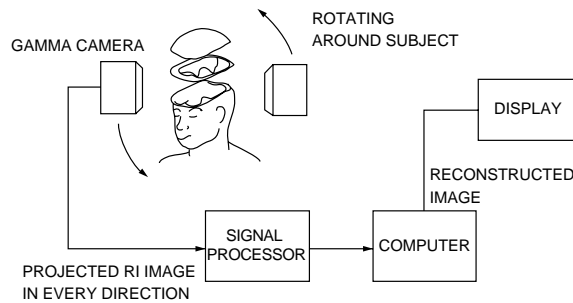 GAMMA CAMERA
ROTATING
AROUND SUBJECT
DISPLAY
RECONSTRUCTED
IMAGE
SIGNAL
PROCESSOR
COMPUTER
PROJECTED RI IMAGE
IN EVERY DIRECTION